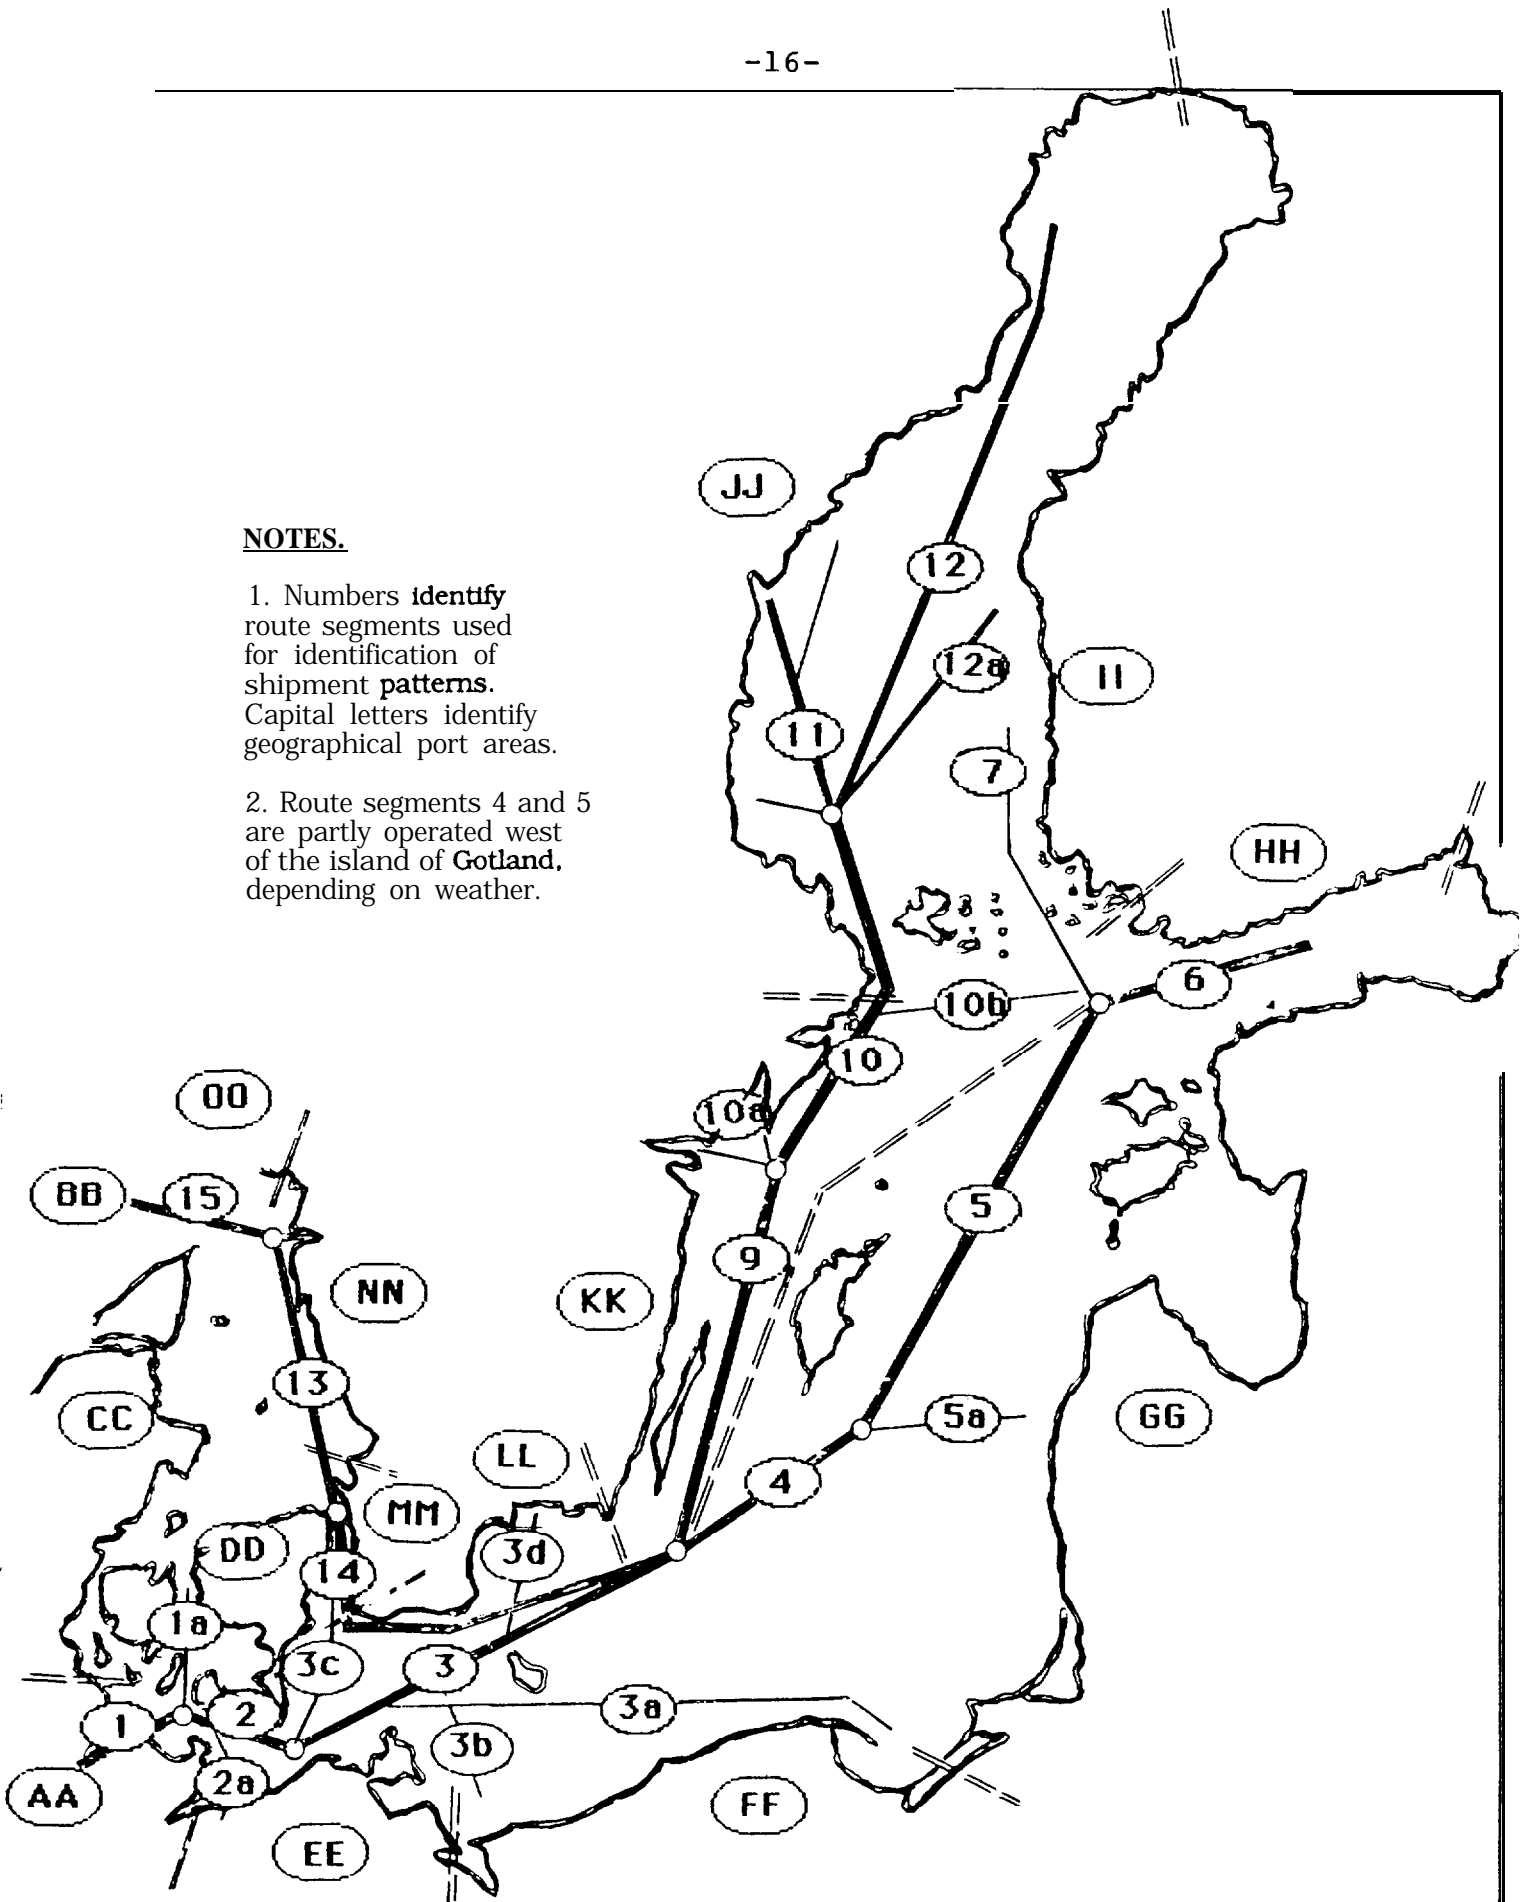 -16-
JJ
NOTES.
12
1. Numbers identify
route segments used
for identification of
shipment patterns.
Capital letters identify
geographical port areas.
12a
II
11
7
2. Route segments 4 and 5
are partly operated west
of the island of Gotland,
depending on weather.
HH
6
10b
10
OO
10a
BB
15
5
9
NN
KK
13
CC
5a
GG
LL
4
MM
DD
3d
14
1a
3c
3
3a
1
2
3b
2a
AA
FF
EE